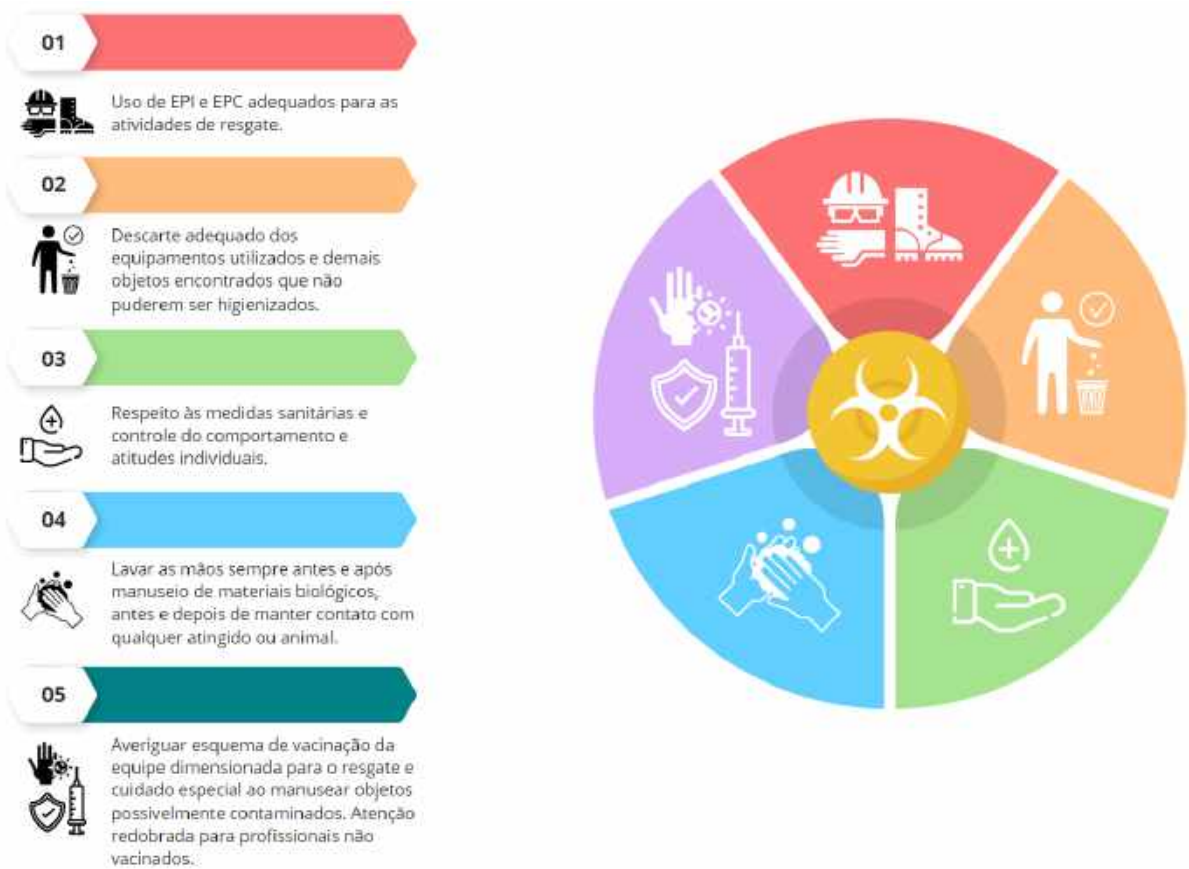 01
Uso de EPI e EPC adequados para as
atividades de resgate.
02
Descarte adequado dos
equipamentos utilizados e demais
objetos encontrados que não
puderem ser higienizados.
03
Respeito às medidas sanitárias e
controle do comportamento e
atitudes individuais.
04
Lavar as mãos sempre antes e após
manuseio de materiais biológicos,
antes e depois de manter contato com
qualquer atingido ou animal.
05
Averiguar esquema de vacinação da
equipe dimensionada para o resgate e
cuidado especial ao manusear objetos
possivelmente contaminados. Atenção
redobrada para profissionais não
vacinados.